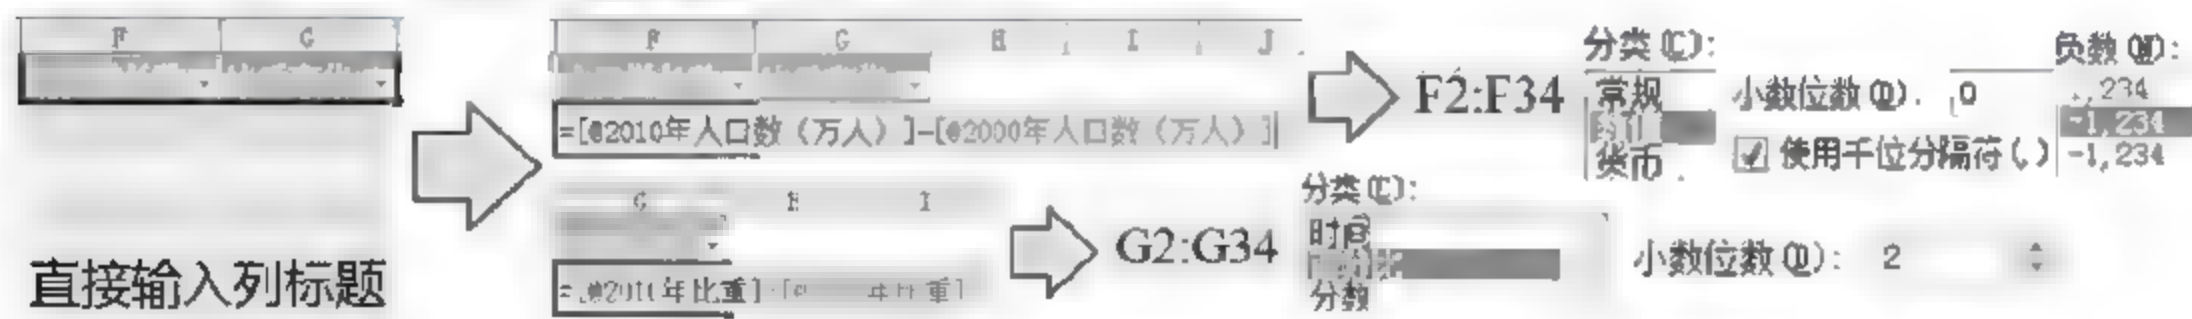 F G
直接输入列标题
F G H I J
=[@2010年人口数（万人）]-[@2000年人口数（万人）]
G H I
年比重]
F2:F34
分类(C):
常规
货币
小数位数(D): 0
使用千位分隔符(,)
负数(N):
-1,234
-1,234
G2:G34
分类(C):
时间
分数
小数位数(D): 2